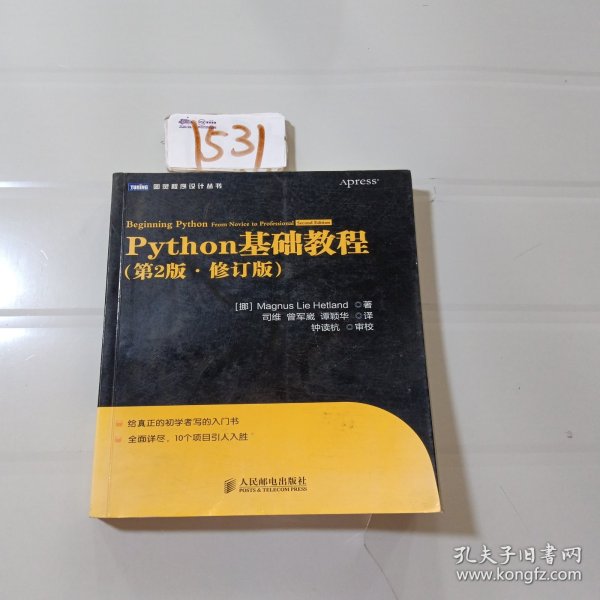 1531
TURING 图灵程序设计丛书
Apress®
Beginning Python From Novice to Professional Second Edition
Python基础教程
(第2版·修订版)
[挪] Magnus Lie Hetland ◎著
司维 曾军崴 谭颖华 ◎译
钟读杭 ◎审校
给真正的初学者写的入门书
全面详尽,10个项目引人入胜
人民邮电出版社
POSTS & TELECOM PRESS
孔夫子旧书网
www.kongfz.com